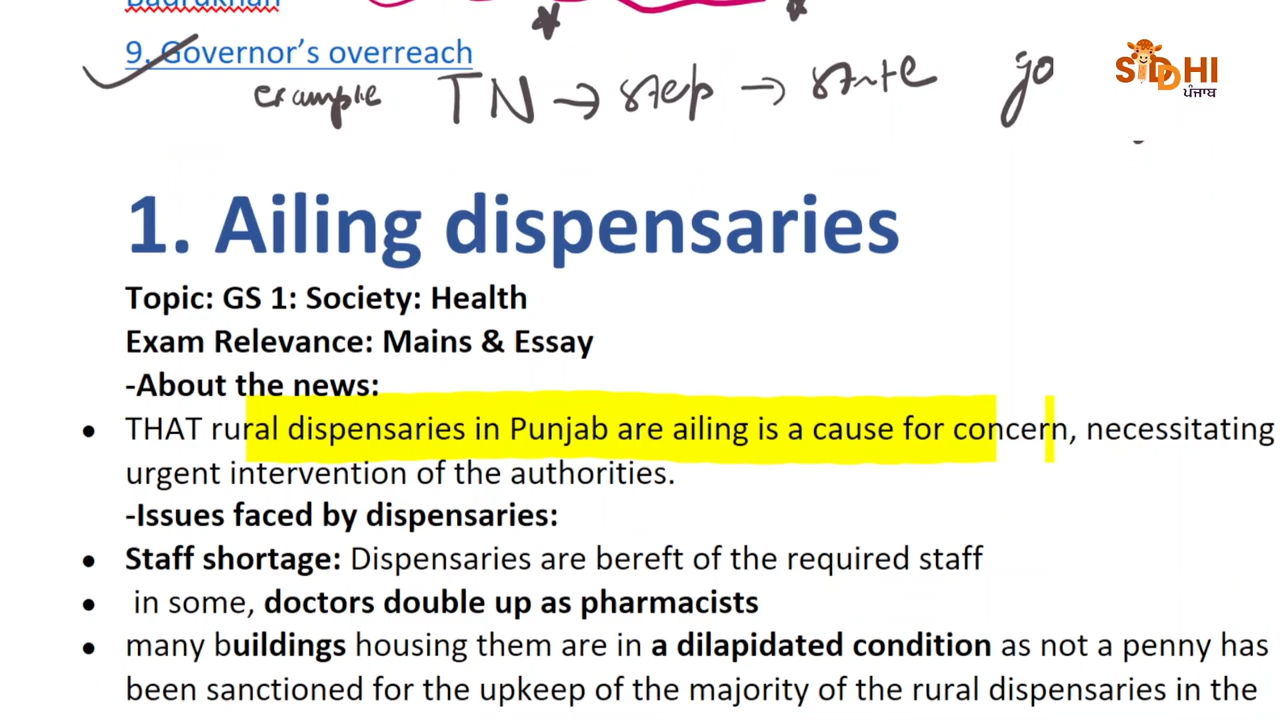 Badrukhan
9. Governor's overreach
SIDDHI
ਪੰਜਾਬ
example TN → step → state go
1. Ailing dispensaries
Topic: GS 1: Society: Health
Exam Relevance: Mains & Essay
-About the news:
• THAT rural dispensaries in Punjab are ailing is a cause for concern, necessitating
urgent intervention of the authorities.
-Issues faced by dispensaries:
• Staff shortage: Dispensaries are bereft of the required staff
• in some, doctors double up as pharmacists
• many buildings housing them are in a dilapidated condition as not a penny has
been sanctioned for the upkeep of the majority of the rural dispensaries in the